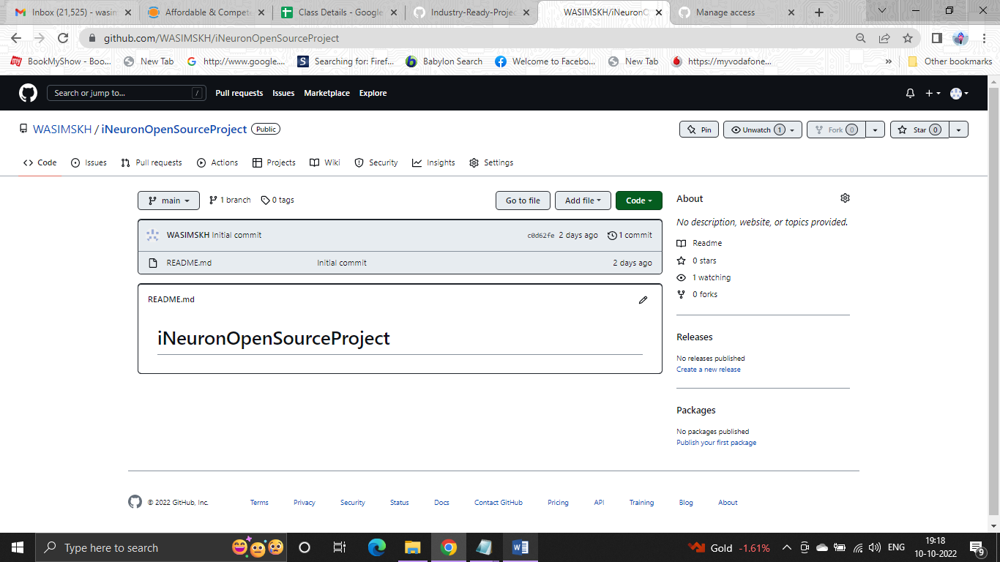 Inbox (21,525) - wasim
Affordable & Compete
Class Details - Google
Industry-Ready-Projec
WASIMSKH/iNeuronO
Manage access
github.com/WASIMSKH/iNeuronOpenSourceProject
my BookMyShow - Boo...
New Tab
http://www.google....
S Searching for: Firef...
Babylon Search
Welcome to Facebo...
New Tab
https://myvodafone...
»
Other bookmarks
Search or jump to... /
Pull requests
Issues
Marketplace
Explore
WASIMSKH / iNeuronOpenSourceProject Public
Pin
Unwatch 1
Fork 0
Star 0
Code
Issues
Pull requests
Actions
Projects
Wiki
Security
Insights
Settings
main
1 branch
0 tags
Go to file
Add file
Code
WASIMSKH Initial commit
c0d62fe 2 days ago
1 commit
README.md
Initial commit
2 days ago
README.md
iNeuronOpenSourceProject
About
No description, website, or topics provided.
Readme
0 stars
1 watching
0 forks
Releases
No releases published
Create a new release
Packages
No packages published
Publish your first package
© 2022 GitHub, Inc.
Terms
Privacy
Security
Status
Docs
Contact GitHub
Pricing
API
Training
Blog
About
Type here to search
Gold -1.61%
ENG
19:18
10-10-2022
9